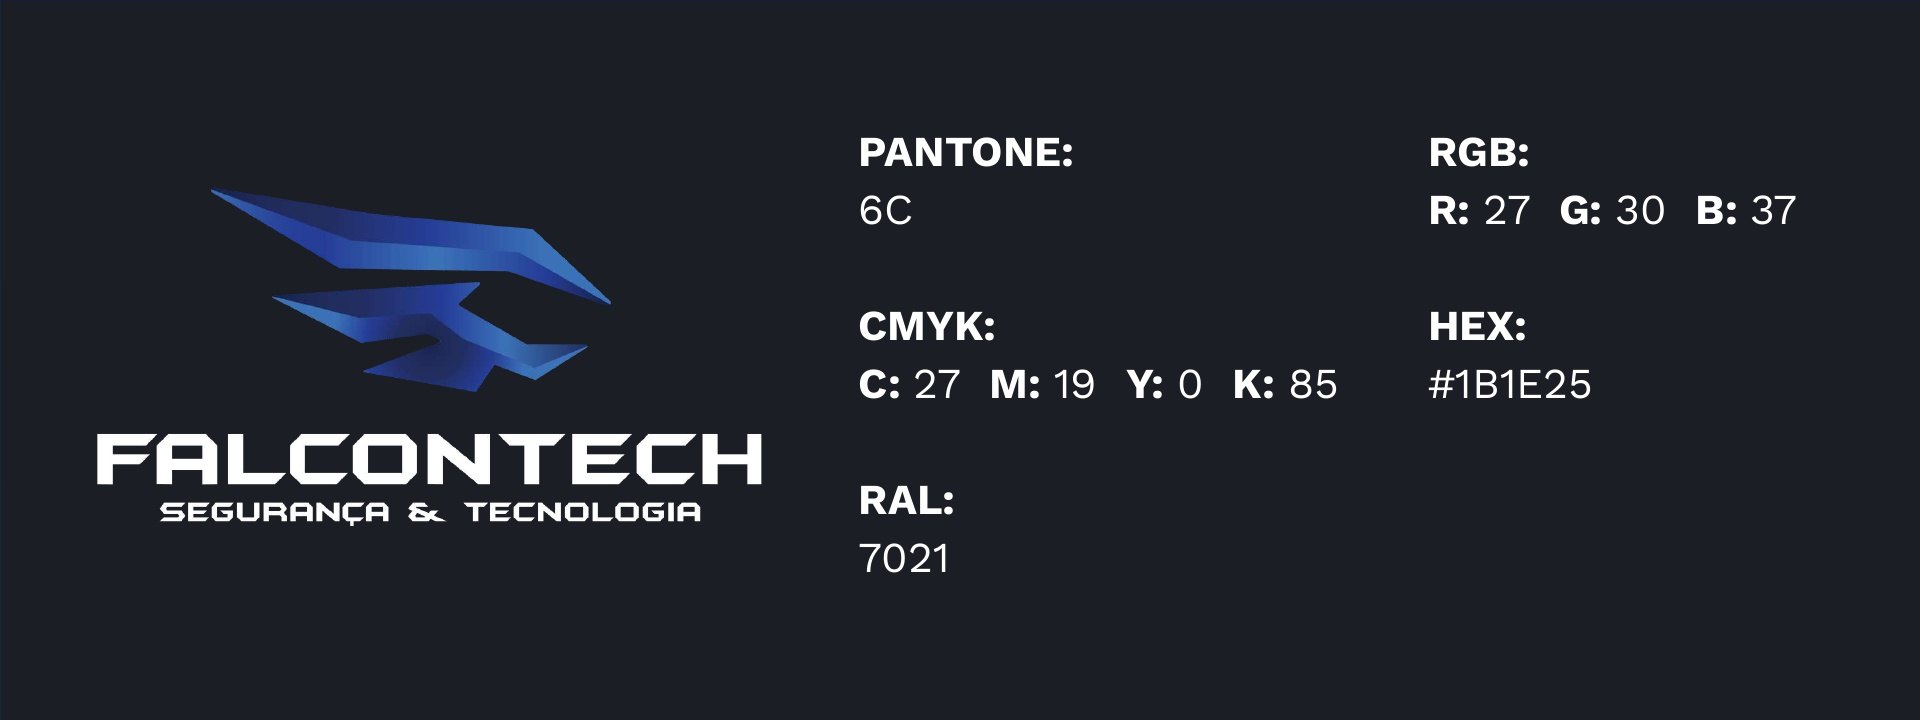 FALCONTECH
SEGURANÇA & TECNOLOGIA
PANTONE:
6C
CMYK:
C: 27 M: 19 Y: 0 K: 85
RAL:
7021
RGB:
R: 27 G: 30 B: 37
HEX:
#1B1E25